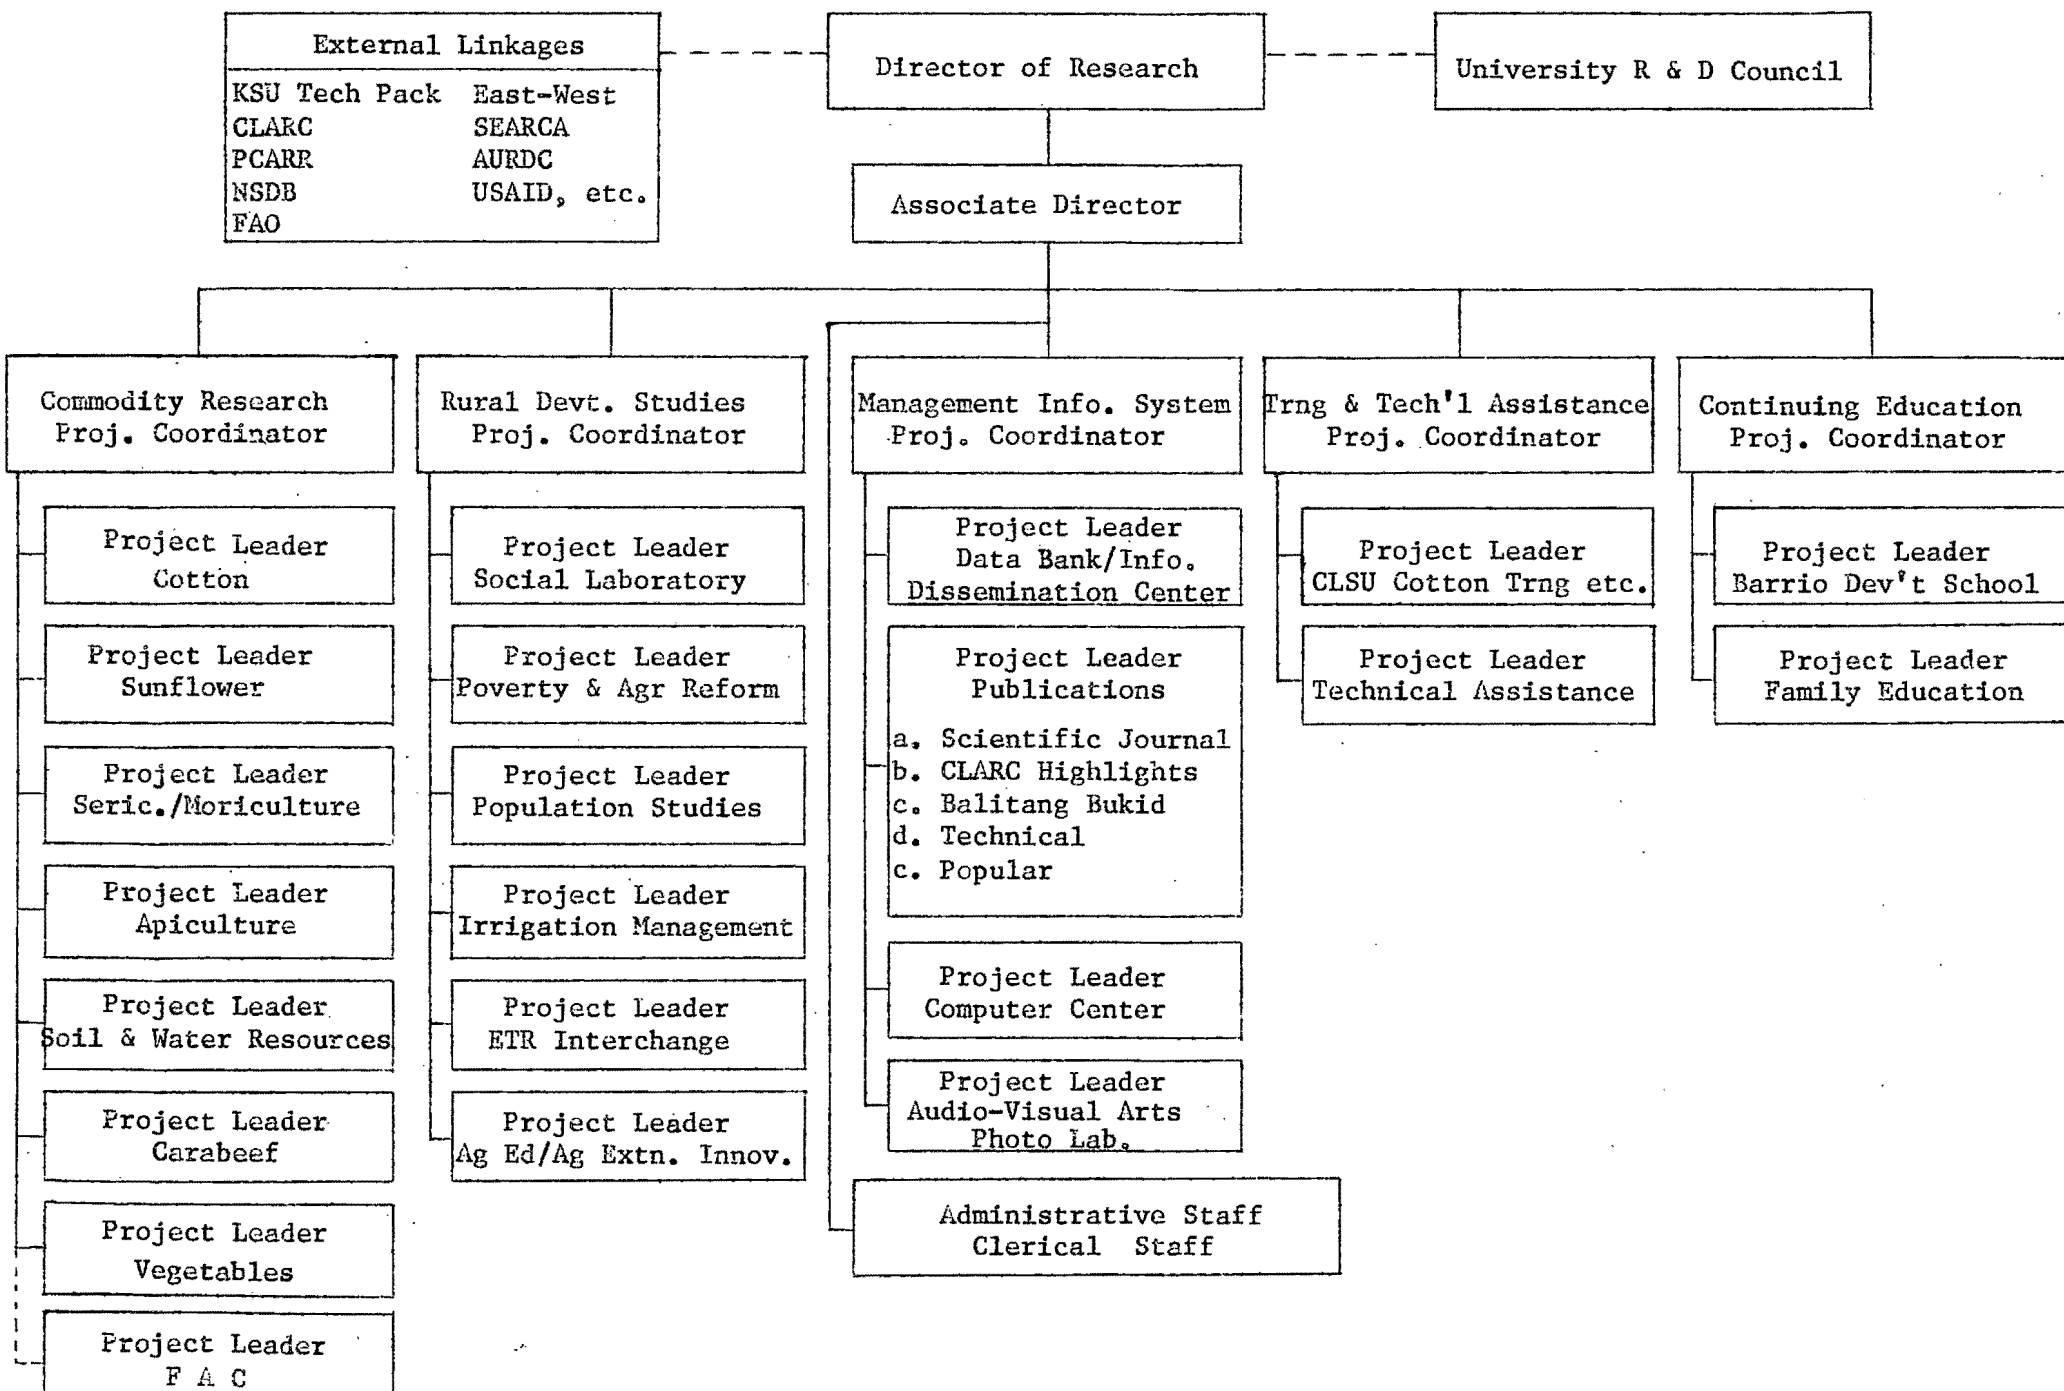 External Linkages
KSU Tech Pack East-West
CLARC SEARCA
PCARR AURDC
NSDB USAID, etc.
FAO
Director of Research
University R & D Council
Associate Director
Commodity Research
Proj. Coordinator
Project Leader
Cotton
Project Leader
Sunflower
Project Leader
Seric./Moriculture
Project Leader
Apiculture
Project Leader
Soil & Water Resources
Project Leader
Carabeef
Project Leader
Vegetables
Project Leader
F A C
Rural Devt. Studies
Proj. Coordinator
Project Leader
Social Laboratory
Project Leader
Poverty & Agr Reform
Project Leader
Population Studies
Project Leader
Irrigation Management
Project Leader
ETR Interchange
Project Leader
Ag Ed/Ag Extn. Innov.
Management Info. System
Proj. Coordinator
Project Leader
Data Bank/Info.
Dissemination Center
Project Leader
Publications
a. Scientific Journal
b. CLARC Highlights
c. Balitang Bukid
d. Technical
c. Popular
Project Leader
Computer Center
Project Leader
Audio-Visual Arts
Photo Lab.
Administrative Staff
Clerical Staff
Trng & Tech'l Assistance
Proj. Coordinator
Project Leader
CLSU Cotton Trng etc.
Project Leader
Technical Assistance
Continuing Education
Proj. Coordinator
Project Leader
Barrio Dev't School
Project Leader
Family Education